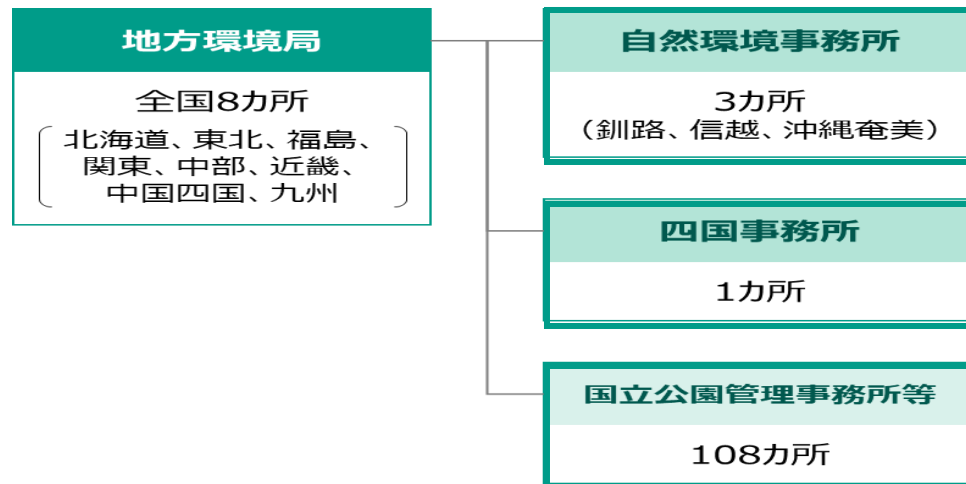 地方環境局
全国8カ所
北海道、東北、福島、
関東、中部、近畿、
中国四国、九州
自然環境事務所
3カ所
（釧路、信越、沖縄奄美）
四国事務所
1カ所
国立公園管理事務所等
108カ所